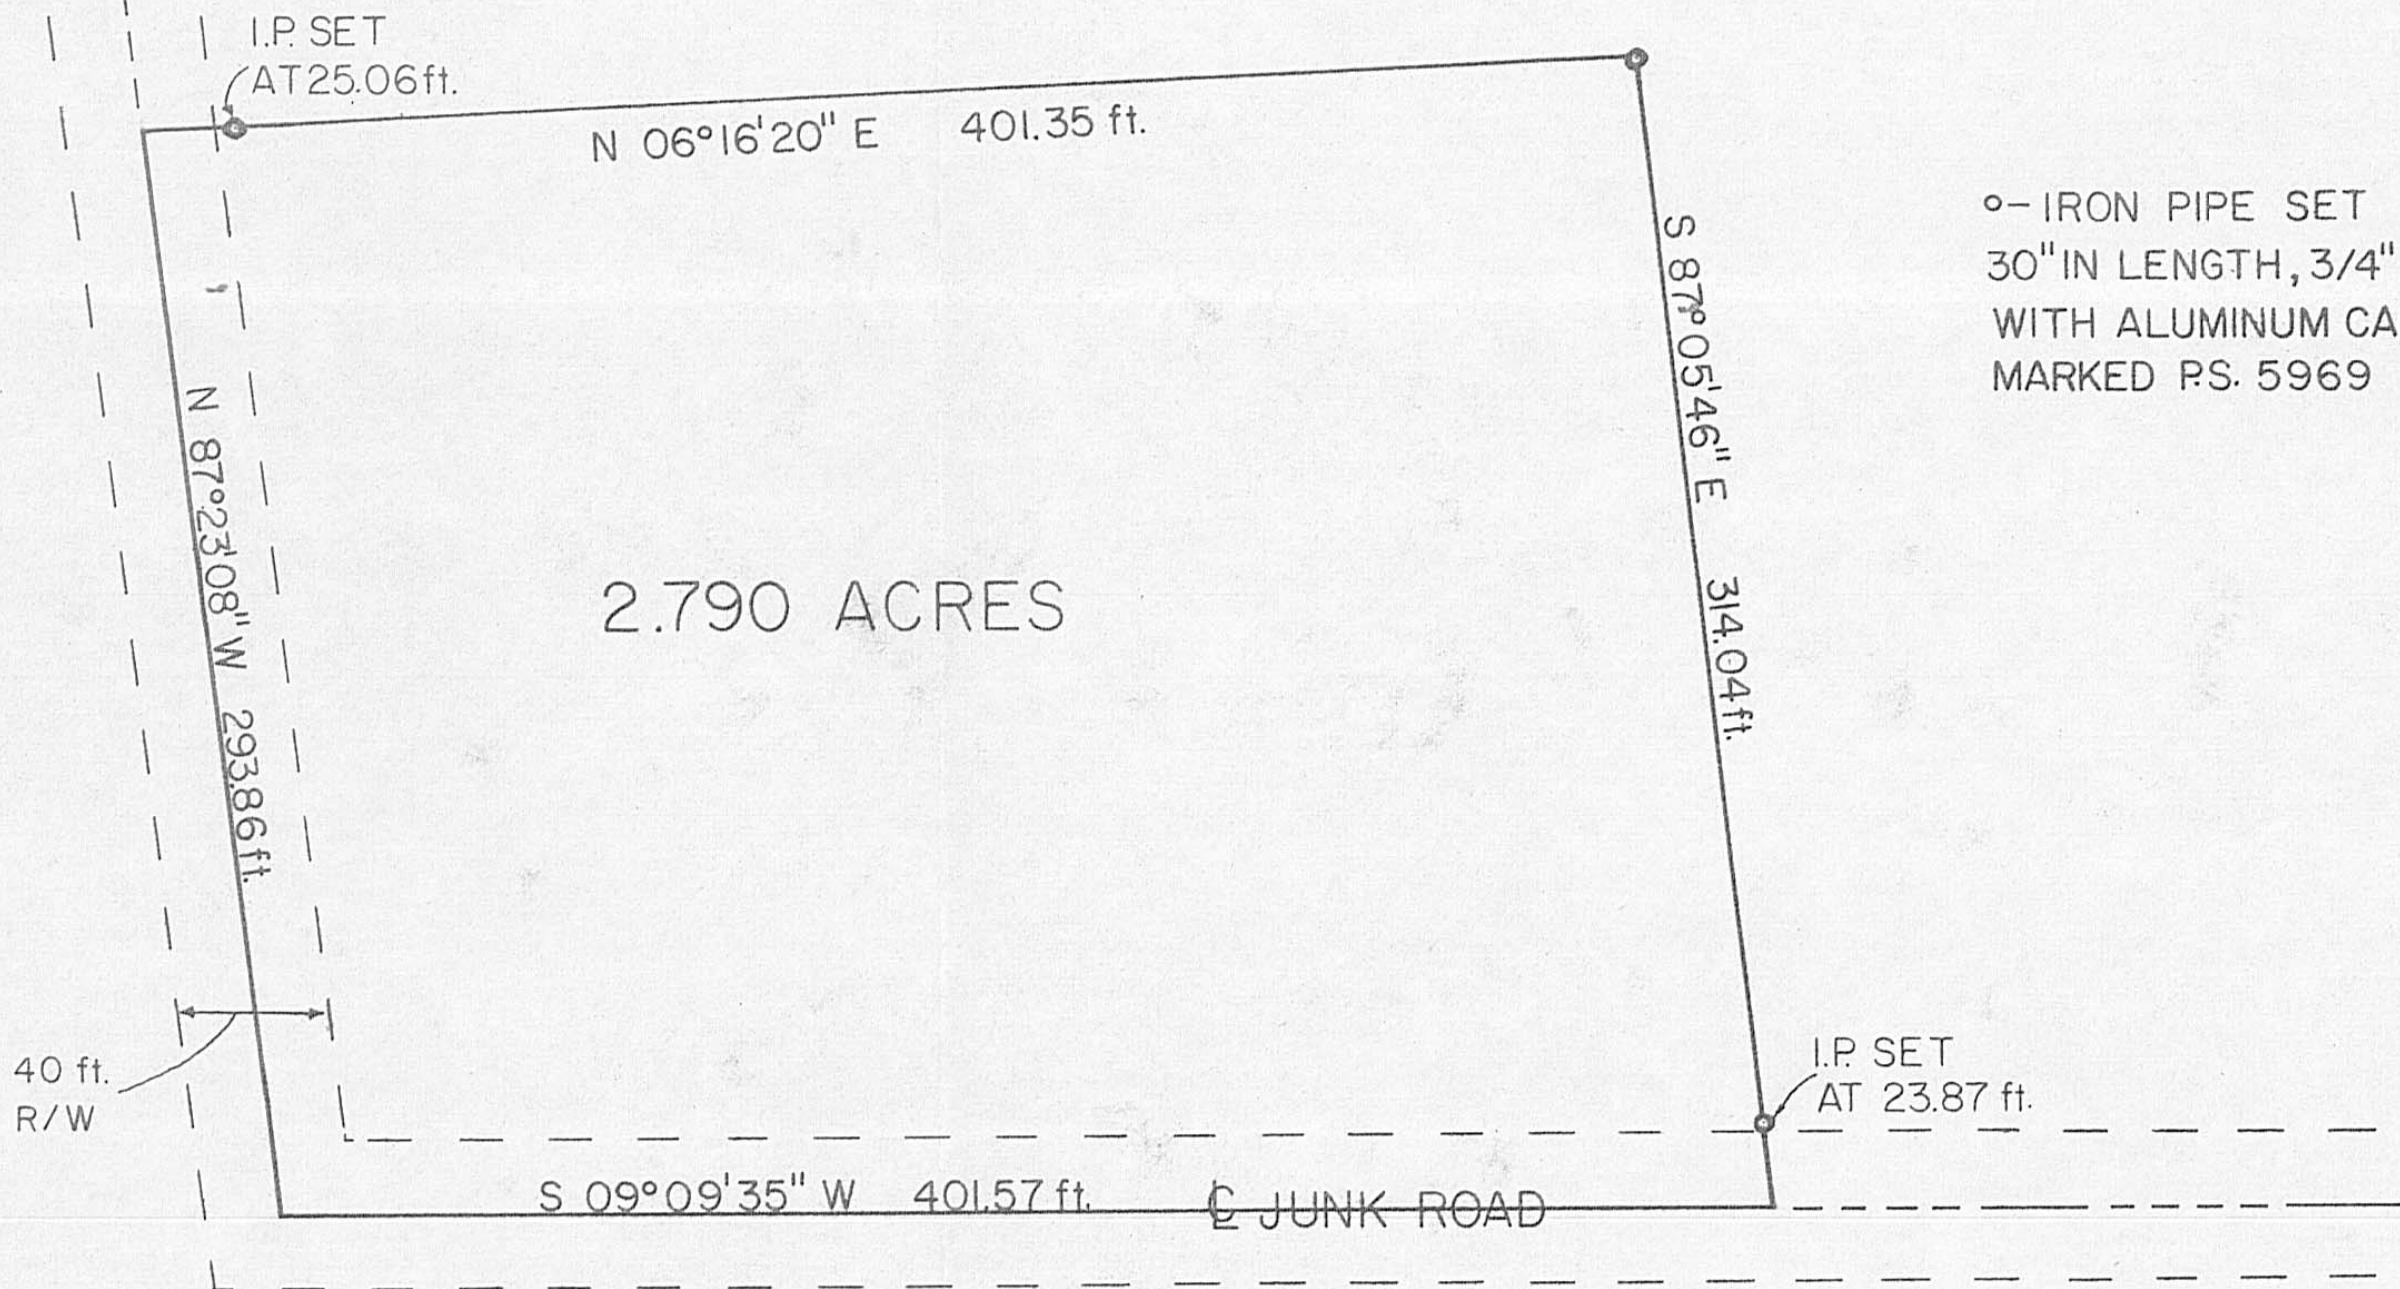 I.P. SET
AT 25.06 ft.
N 06°16'20" E 401.35 ft.
S 87°05'46" E 314.04 ft.
o- IRON PIPE SET
30" IN LENGTH, 3/4"
WITH ALUMINUM CA
MARKED P.S. 5969
N 87°23'08" W 293.86 ft.
2.790 ACRES
40 ft.
R/W
I.P. SET
AT 23.87 ft.
S 09°09'35" W 401.57 ft. ℄ JUNK ROAD